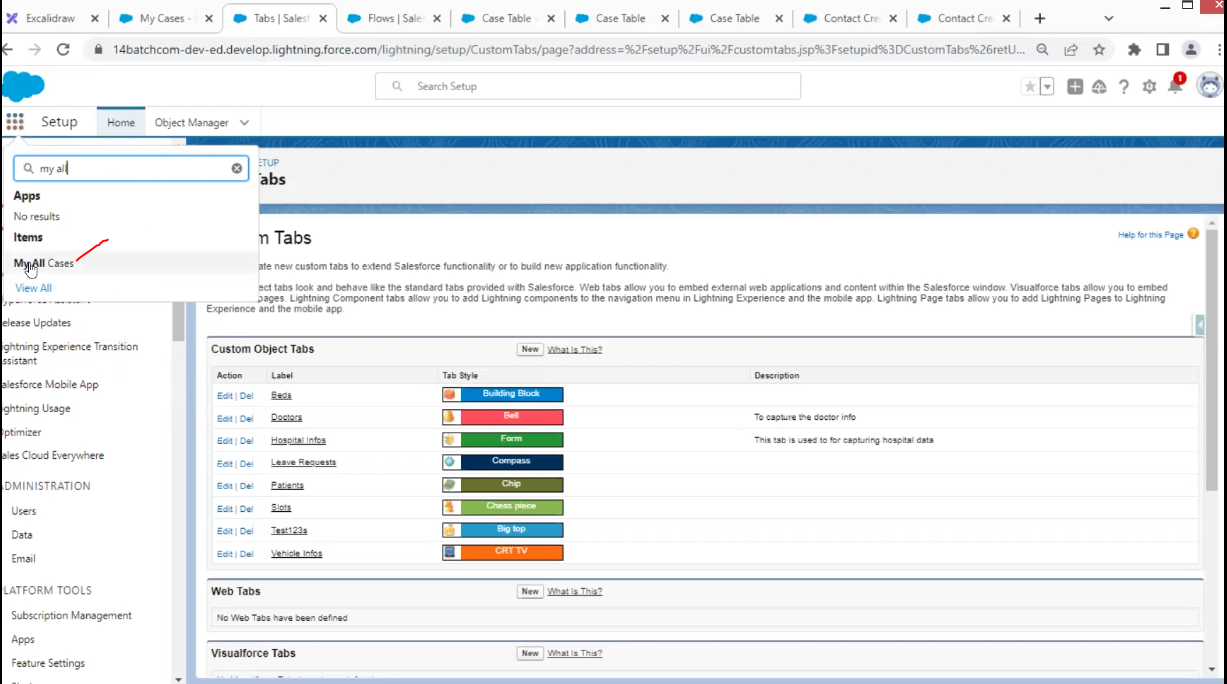 Excalidraw
My Cases -
Tabs | Salesf
Flows | Sales
Case Table -
Case Table
Case Table
Contact Cre
Contact Cre
14batchcom-dev-ed.develop.lightning.force.com/lightning/setup/CustomTabs/page?address=%2Fsetup%2Fui%2Fcustomtabs.jsp%3Fsetupid%3DCustomTabs%26retU...
Search Setup
1
Setup
Home
Object Manager
my all
Apps
No results
Items
My All Cases
View All
ETUP
abs
m Tabs
Help for this Page
ate new custom tabs to extend Salesforce functionality or to build new application functionality.
ect tabs look and behave like the standard tabs provided with Salesforce. Web tabs allow you to embed external web applications and content within the Salesforce window. Visualforce tabs allow you to embed
pages. Lightning Component tabs allow you to add Lightning components to the navigation menu in Lightning Experience and the mobile app. Lightning Page tabs allow you to add Lightning Pages to Lightning
Experience and the mobile app.
elease Updates
ightning Experience Transition
ssistant
alesforce Mobile App
ghtning Usage
ptimizer
ales Cloud Everywhere
ADMINISTRATION
Users
Data
Email
LATFORM TOOLS
Subscription Management
Apps
Feature Settings
Custom Object Tabs
New
What Is This?
Action Label Tab Style Description
Edit | Del Beds Building Block
Edit | Del Doctors Bell To capture the doctor info
Edit | Del Hospital Infos Form This tab is used to for capturing hospital data
Edit | Del Leave Requests Compass
Edit | Del Patients Chip
Edit | Del Slots Chess piece
Edit | Del Test123s Big top
Edit | Del Vehicle Infos CRT TV
Web Tabs
New
What Is This?
No Web Tabs have been defined
Visualforce Tabs
New
What Is This?